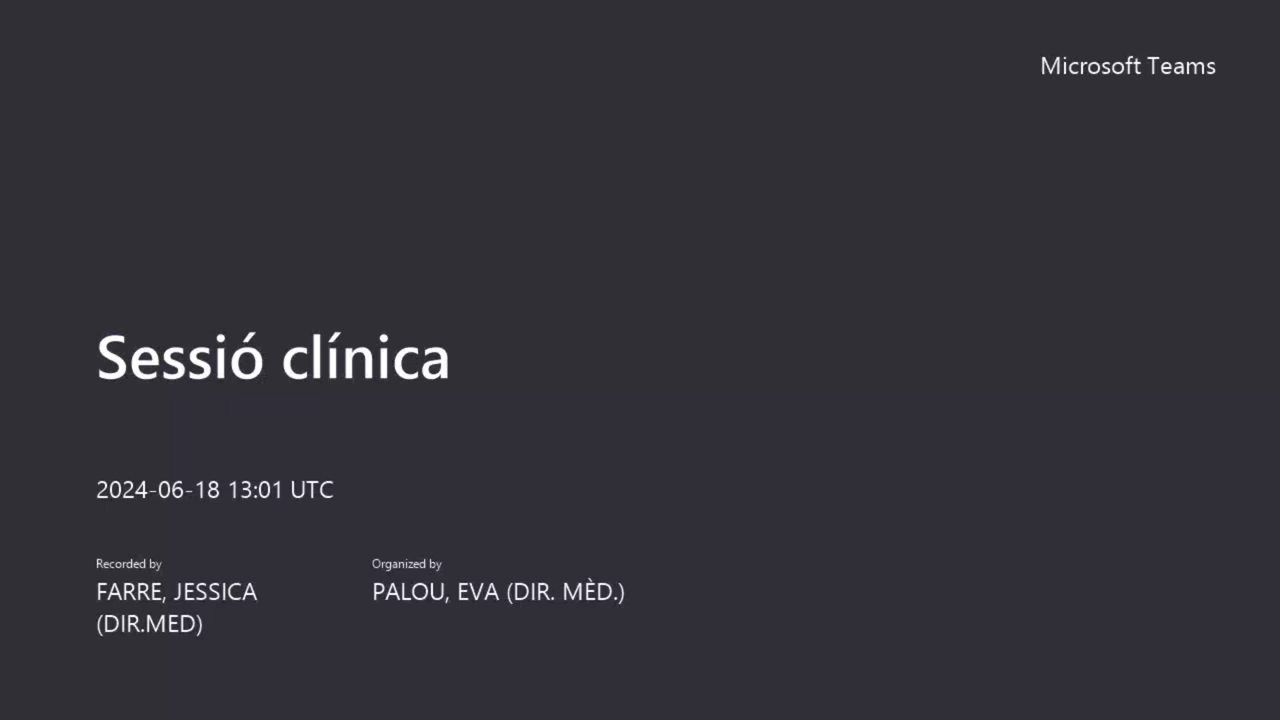 Microsoft Teams
Sessió clínica
2024-06-18 13:01 UTC
Recorded by
FARRE, JESSICA
(DIR.MED)
Organized by
PALOU, EVA (DIR. MÈD.)